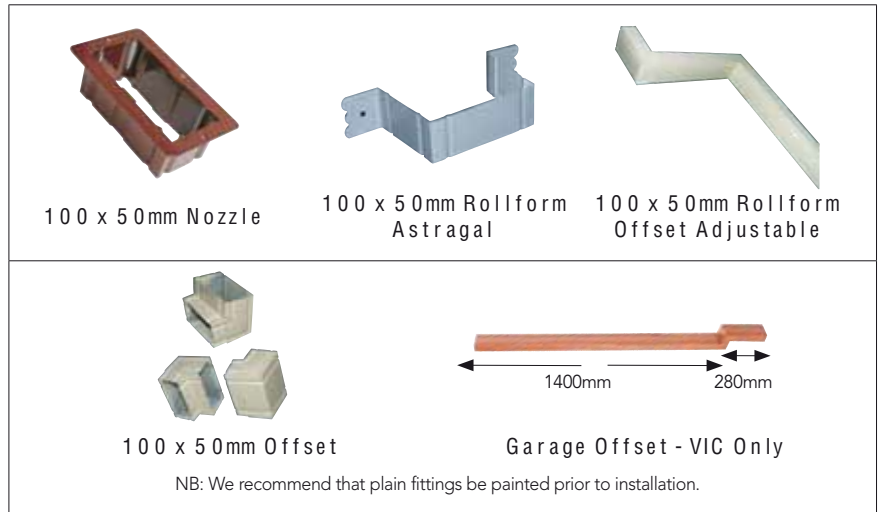 100 x 50mm Nozzle
100 x 50mm Rollform
Astragal
100 x 50mm Rollform
Offset Adjustable
100 x 50mm Offset
1400mm
280mm
Garage Offset - VIC Only
NB: We recommend that plain fittings be painted prior to installation.